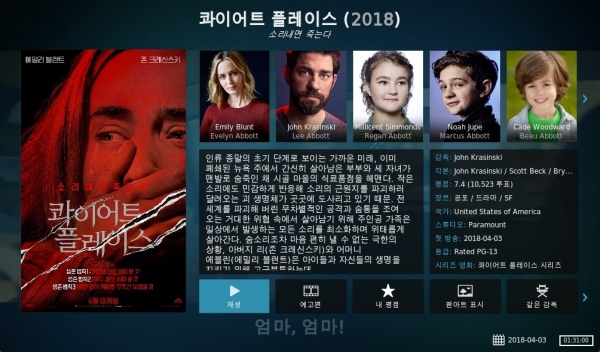 콰이어트 플레이스 (2018)
소리내면 죽는다
에밀리 블런트
존 크래신스키
콰이어트
플레이스
4월 대개봉
Emily Blunt
Evelyn Abbott
John Krasinski
Lee Abbott
Millicent Simmonds
Regan Abbott
Noah Jupe
Marcus Abbott
Cade Woodward
Beau Abbott
인류 종말의 초기 단계로 보이는 가까운 미래, 이미
폐쇄된 뉴욕 주에서 간신히 살아남은 부부와 세 자녀가
맨발로 숨죽인 채 시골 마을의 식료품점을 헤맨다. 작은
소리에도 민감하게 반응해 소리의 근원지를 파괴하러
달려오는 괴 생명체가 곳곳에 도사리고 있기 때문. 전
세계를 파괴해 버린 무차별적인 공격과 습득을 조여
오는 거대한 위협 속에서 살아남기 위해 주인공 가족은
일상에서 발생하는 모든 소리를 최소화하며 위태롭게
살아간다. 숨소리조차 마음 편히 낼 수 없는 극한의
상황, 아버지 리(존 크래신스키)와 어머니
에블린(에밀리 블런트)은 아이들과 자신들의 생명을
감독: John Krasinski
각본: John Krasinski / Scott Beck / Bry...
평점: 7.4 (10,523 투표)
장르: 공포 / 드라마 / SF
국가: United States of America
스튜디오: Paramount
첫 방송: 2018-04-03
등급: Rated PG-13
시리즈 영화: 콰이어트 플레이스 시리즈
재생
예고편
내 평점
팬아트 표시
같은 감독
엄마, 엄마!
2018-04-03
01:31:00